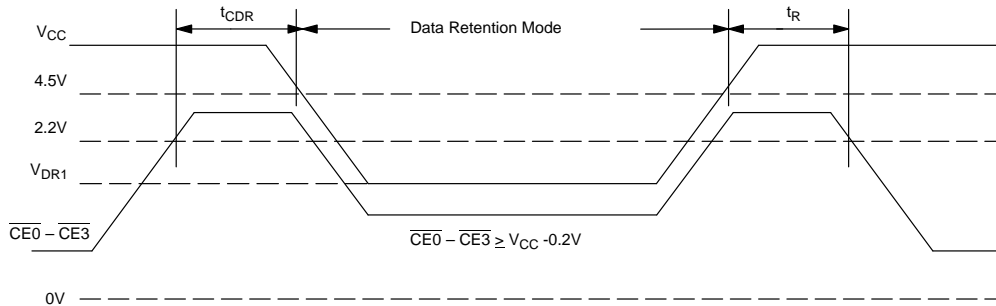 tCDR
Data Retention Mode
tR
VCC
4.5V
2.2V
VDR1
CE0 – CE3
CE0 – CE3 ≥ VCC -0.2V
0V